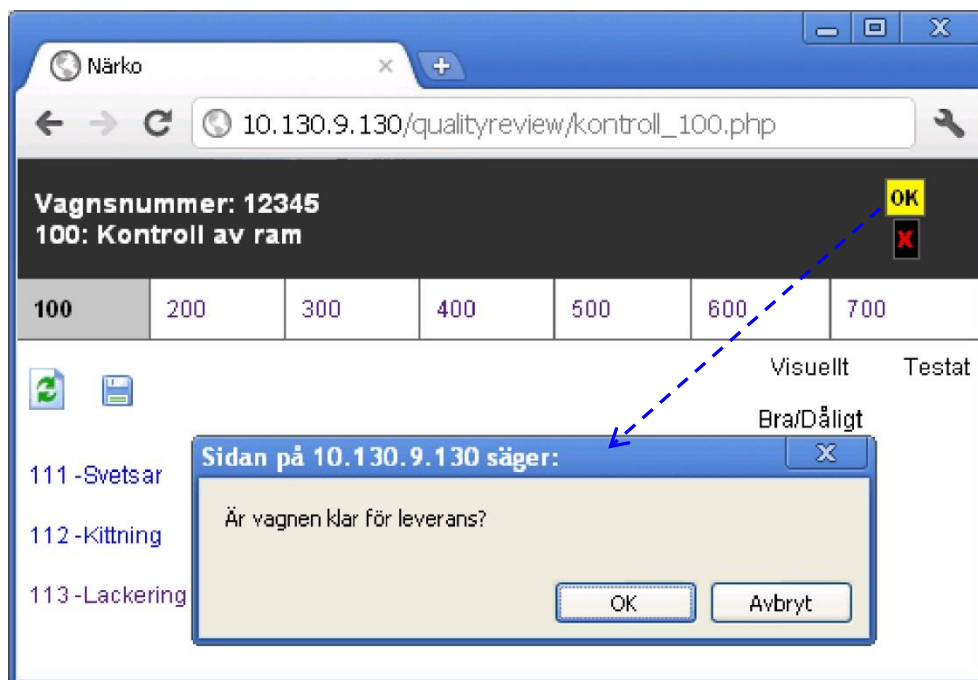 Närko
10.130.9.130/qualityreview/kontroll_100.php
Vagnsnummer: 12345
OK
100: Kontroll av ram
X
100 200 300 400 500 600 700
Visuellt Testat
Bra/Dåligt
Sidan på 10.130.9.130 säger:
111 -Svetsar
Är vagnen klar för leverans?
112 -Kittning
113 -Lackering
OK Avbryt